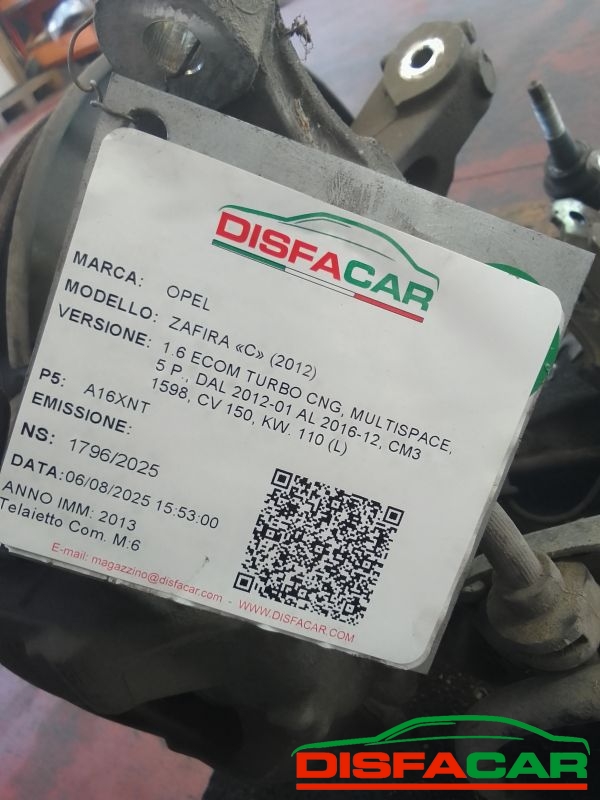 DISFACAR
MARCA: OPEL
MODELLO: ZAFIRA «C» (2012)
VERSIONE: 1.6 ECOM TURBO CNG, MULTISPACE,
5 P., DAL 2012-01 AL 2016-12, CM3
1598, CV 150, KW. 110 (L)
P5: A16XNT
EMISSIONE:
NS: 1796/2025
DATA:06/08/2025 15:53:00
ANNO IMM: 2013
Telaietto Com. M:6
E-mail: magazzino@disfacar.com - WWW.DISFACAR.COM
DISFACAR